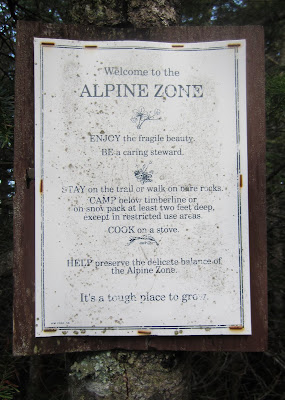 Welcome to the
ALPINE ZONE
ENJOY the fragile beauty.
BE a caring steward.
STAY on the trail or walk on bare rocks.
CAMP below timberline or
on snow pack at least two feet deep,
except in restricted use areas.
COOK on a stove.
HELP preserve the delicate balance of
the Alpine Zone.
It's a tough place to grow.